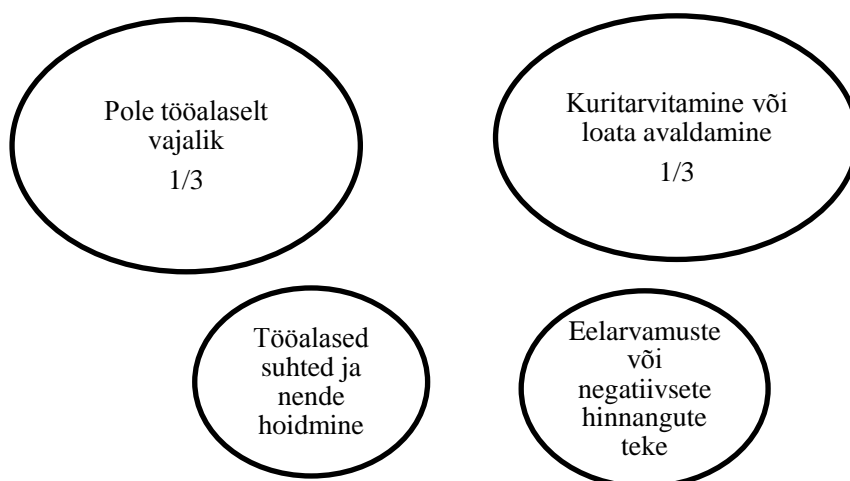 Pole tööalaselt
vajalik
1/3
Kuritarvitamine või
loata avaldamine
1/3
Tööalased
suhted ja
nende
hoidmine
Eelarvamuste
või
negatiivsete
hinnangute
teke